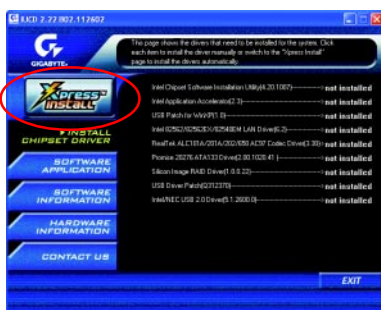 IUCD 2.22 B02.112602
GIGABYTE
This page shows the drivers that need to be installed for the system. Click
each item to install the driver manually or switch to the "Xpress Install"
page to install the drivers automatically.
Xpress
INSTALL
INSTALL
CHIPSET DRIVER
SOFTWARE
APPLICATION
SOFTWARE
INFORMATION
HARDWARE
INFORMATION
CONTACT US
Intel Chipset Software Installation Utility(4.20.1007) not installed
Intel Application Accelerator(2.3) not installed
USB Patch for WinXP(1.0) not installed
Intel 82562/82562EX/82540EM LAN Driver(6.2) not installed
RealTek ALC101A/201A/202/650 AC97 Codec Driver(3.30) not installed
Promise 20276 ATA133 Driver(2.00.1020.41 ) not installed
Silicon Image RAID Driver(1.0.0.22) not installed
USB Driver Patch(Q312370) not installed
Intel/NEC USB 2.0 Driver(5.1.2600.0) not installed
EXIT